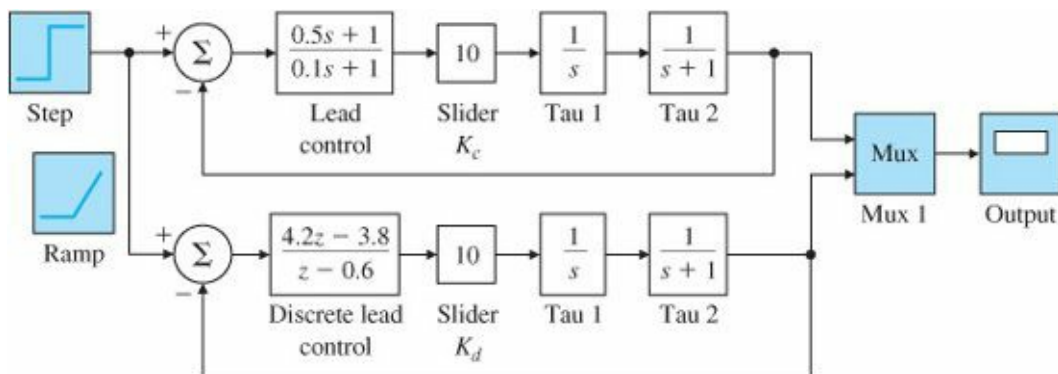 Step
+
−
Σ
0.5s + 1
0.1s + 1
Lead
control
10
Slider
K_c
1
s
Tau 1
1
s + 1
Tau 2
Mux
Mux 1
Output
Ramp
+
−
Σ
4.2z − 3.8
z − 0.6
Discrete lead
control
10
Slider
K_d
1
s
Tau 1
1
s + 1
Tau 2